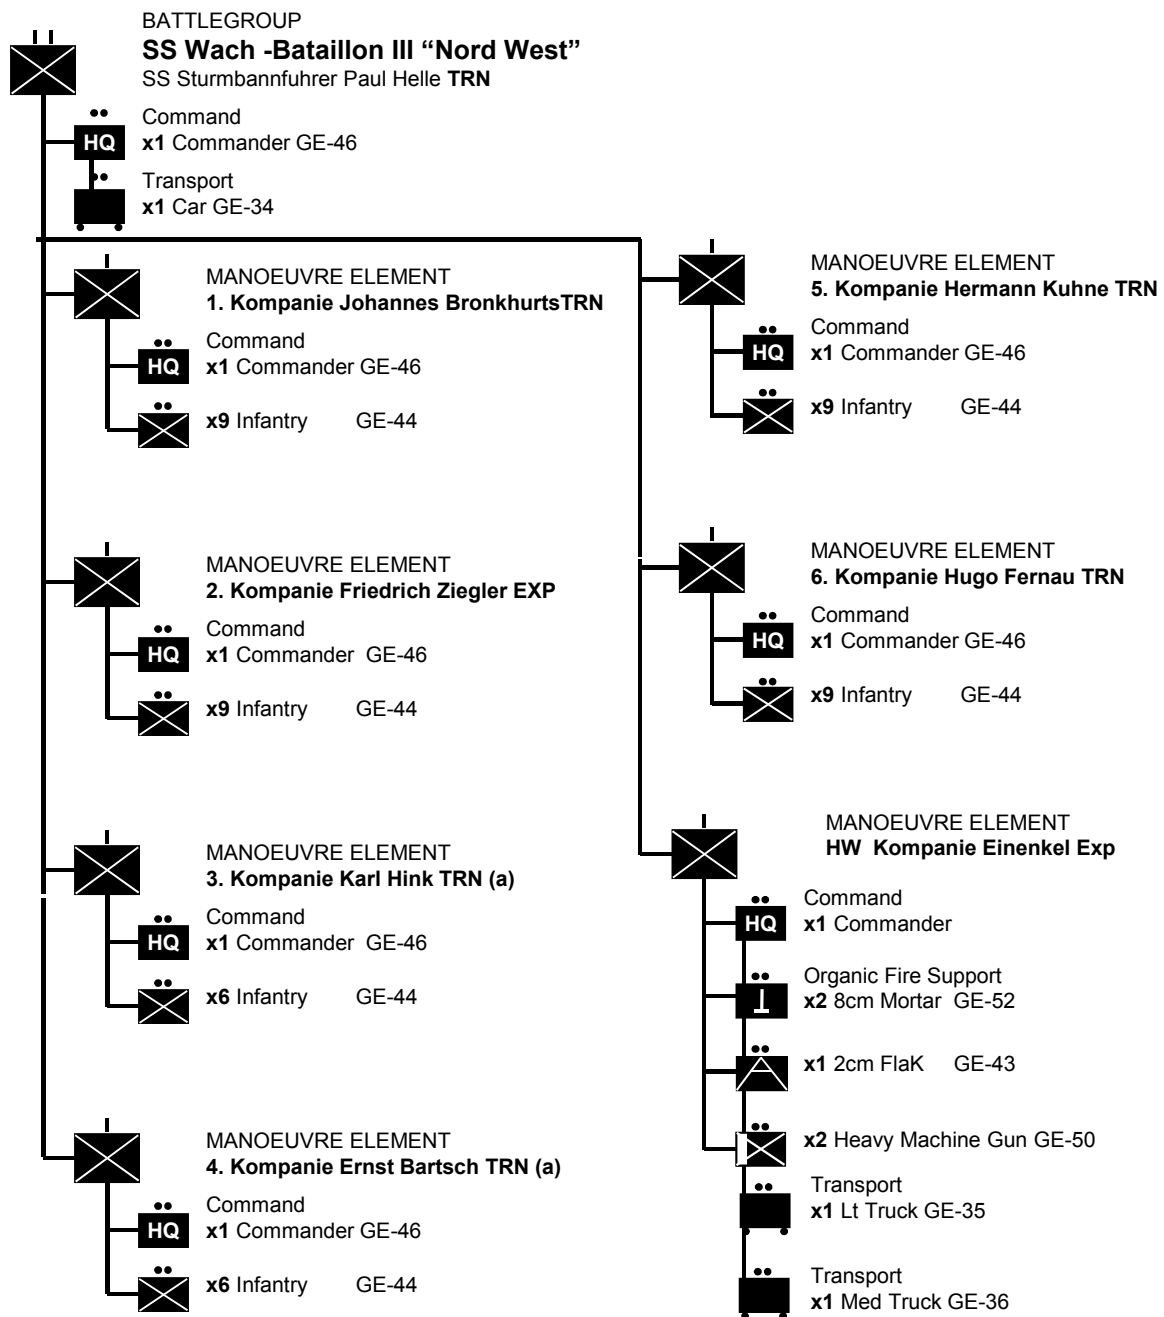 BATTLEGROUP
SS Wach -Bataillon III “Nord West”
SS Sturmbannfuhrer Paul Helle TRN
Command
HQ
x1 Commander GE-46
Transport
x1 Car GE-34
MANOEUVRE ELEMENT
1. Kompanie Johannes BronkhurtsTRN
Command
HQ
x1 Commander GE-46
x9 Infantry GE-44
MANOEUVRE ELEMENT
2. Kompanie Friedrich Ziegler EXP
Command
HQ
x1 Commander GE-46
x9 Infantry GE-44
MANOEUVRE ELEMENT
3. Kompanie Karl Hink TRN (a)
Command
HQ
x1 Commander GE-46
x6 Infantry GE-44
MANOEUVRE ELEMENT
4. Kompanie Ernst Bartsch TRN (a)
Command
HQ
x1 Commander GE-46
x6 Infantry GE-44
MANOEUVRE ELEMENT
5. Kompanie Hermann Kuhne TRN
Command
HQ
x1 Commander GE-46
x9 Infantry GE-44
MANOEUVRE ELEMENT
6. Kompanie Hugo Fernau TRN
Command
HQ
x1 Commander GE-46
x9 Infantry GE-44
MANOEUVRE ELEMENT
HW Kompanie Einenkel Exp
Command
HQ
x1 Commander
Organic Fire Support
x2 8cm Mortar GE-52
x1 2cm FlaK GE-43
x2 Heavy Machine Gun GE-50
Transport
x1 Lt Truck GE-35
Transport
x1 Med Truck GE-36